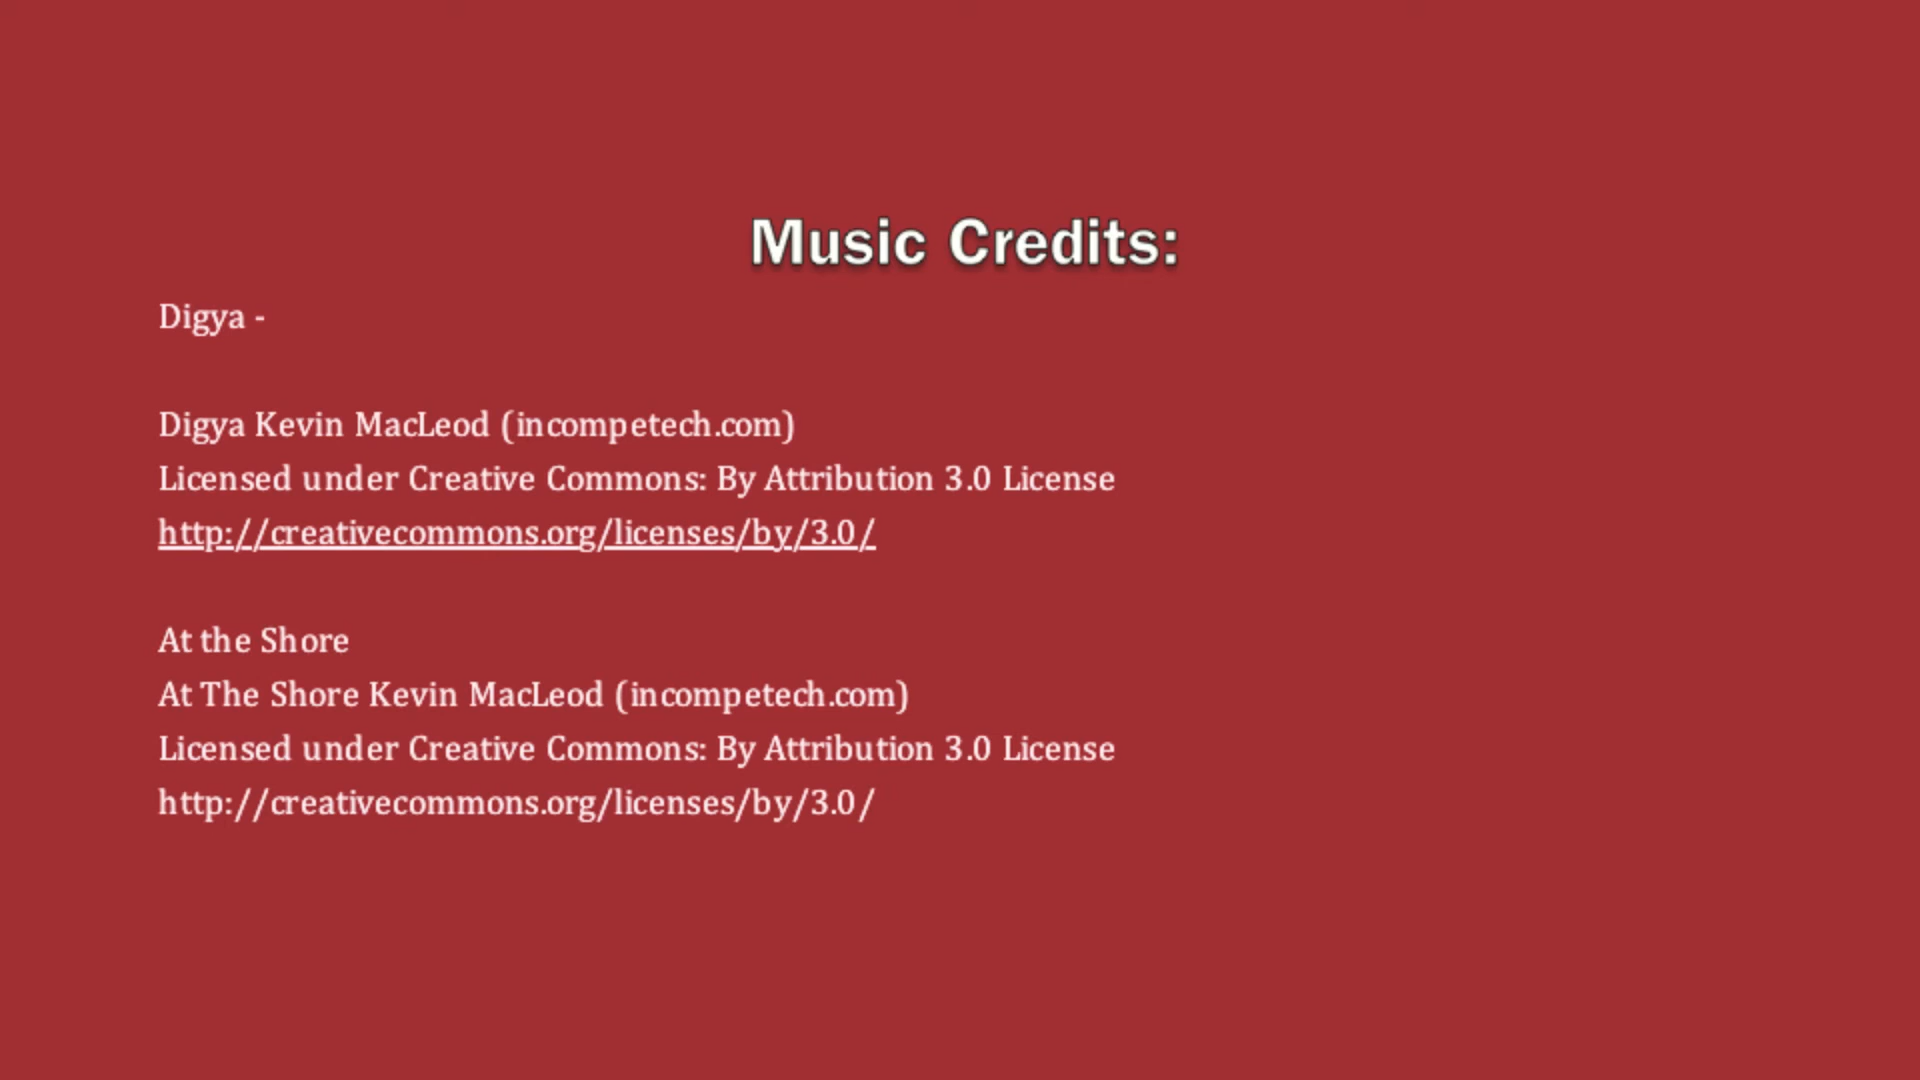 Music Credits:
Digya -
Digya Kevin MacLeod (incompetech.com)
Licensed under Creative Commons: By Attribution 3.0 License
http://creativecommons.org/licenses/by/3.0/
At the Shore
At The Shore Kevin MacLeod (incompetech.com)
Licensed under Creative Commons: By Attribution 3.0 License
http://creativecommons.org/licenses/by/3.0/